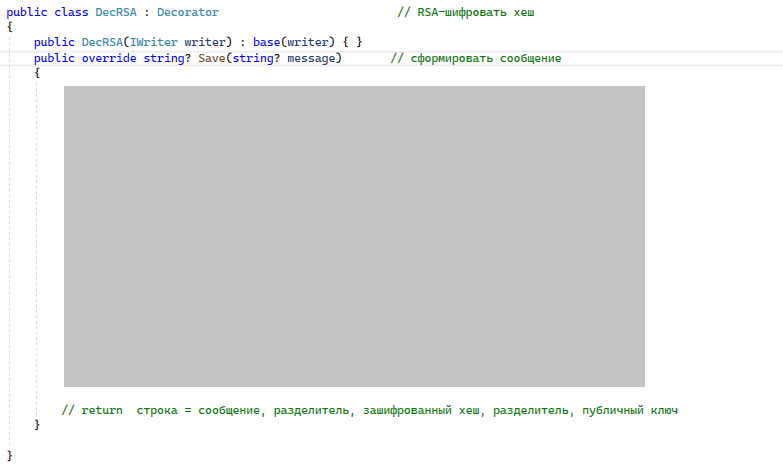 public class DecRSA : Decorator // RSA-шифровать хеш
{
public DecRSA(IWriter writer) : base(writer) { }
public override string? Save(string? message) // сформировать сообщение
{
// return строка = сообщение, разделитель, зашифрованный хеш, разделитель, публичный ключ
}
}